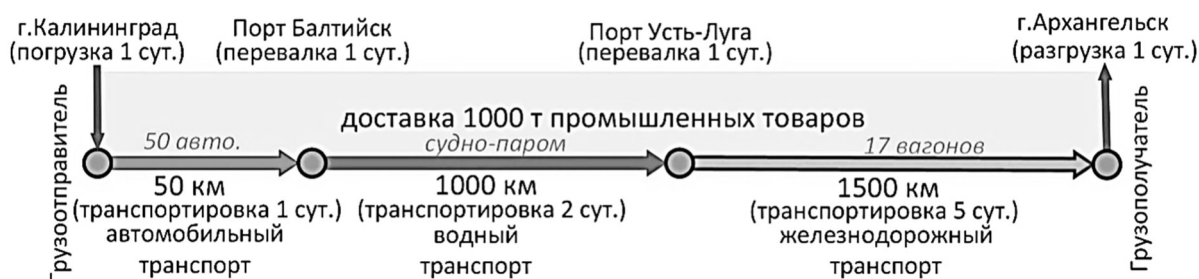 г.Калининград
(погрузка 1 сут.)
Порт Балтийск
(перевалка 1 сут.)
Порт Усть-Луга
(перевалка 1 сут.)
г.Архангельск
(разгрузка 1 сут.)
Грузоотправитель
доставка 1000 т промышленных товаров
50 авто.
судно-паром
17 вагонов
50 км
(транспортировка 1 сут.)
автомобильный
транспорт
1000 км
(транспортировка 2 сут.)
водный
транспорт
1500 км
(транспортировка 5 сут.)
железнодорожный
транспорт
Грузополучатель